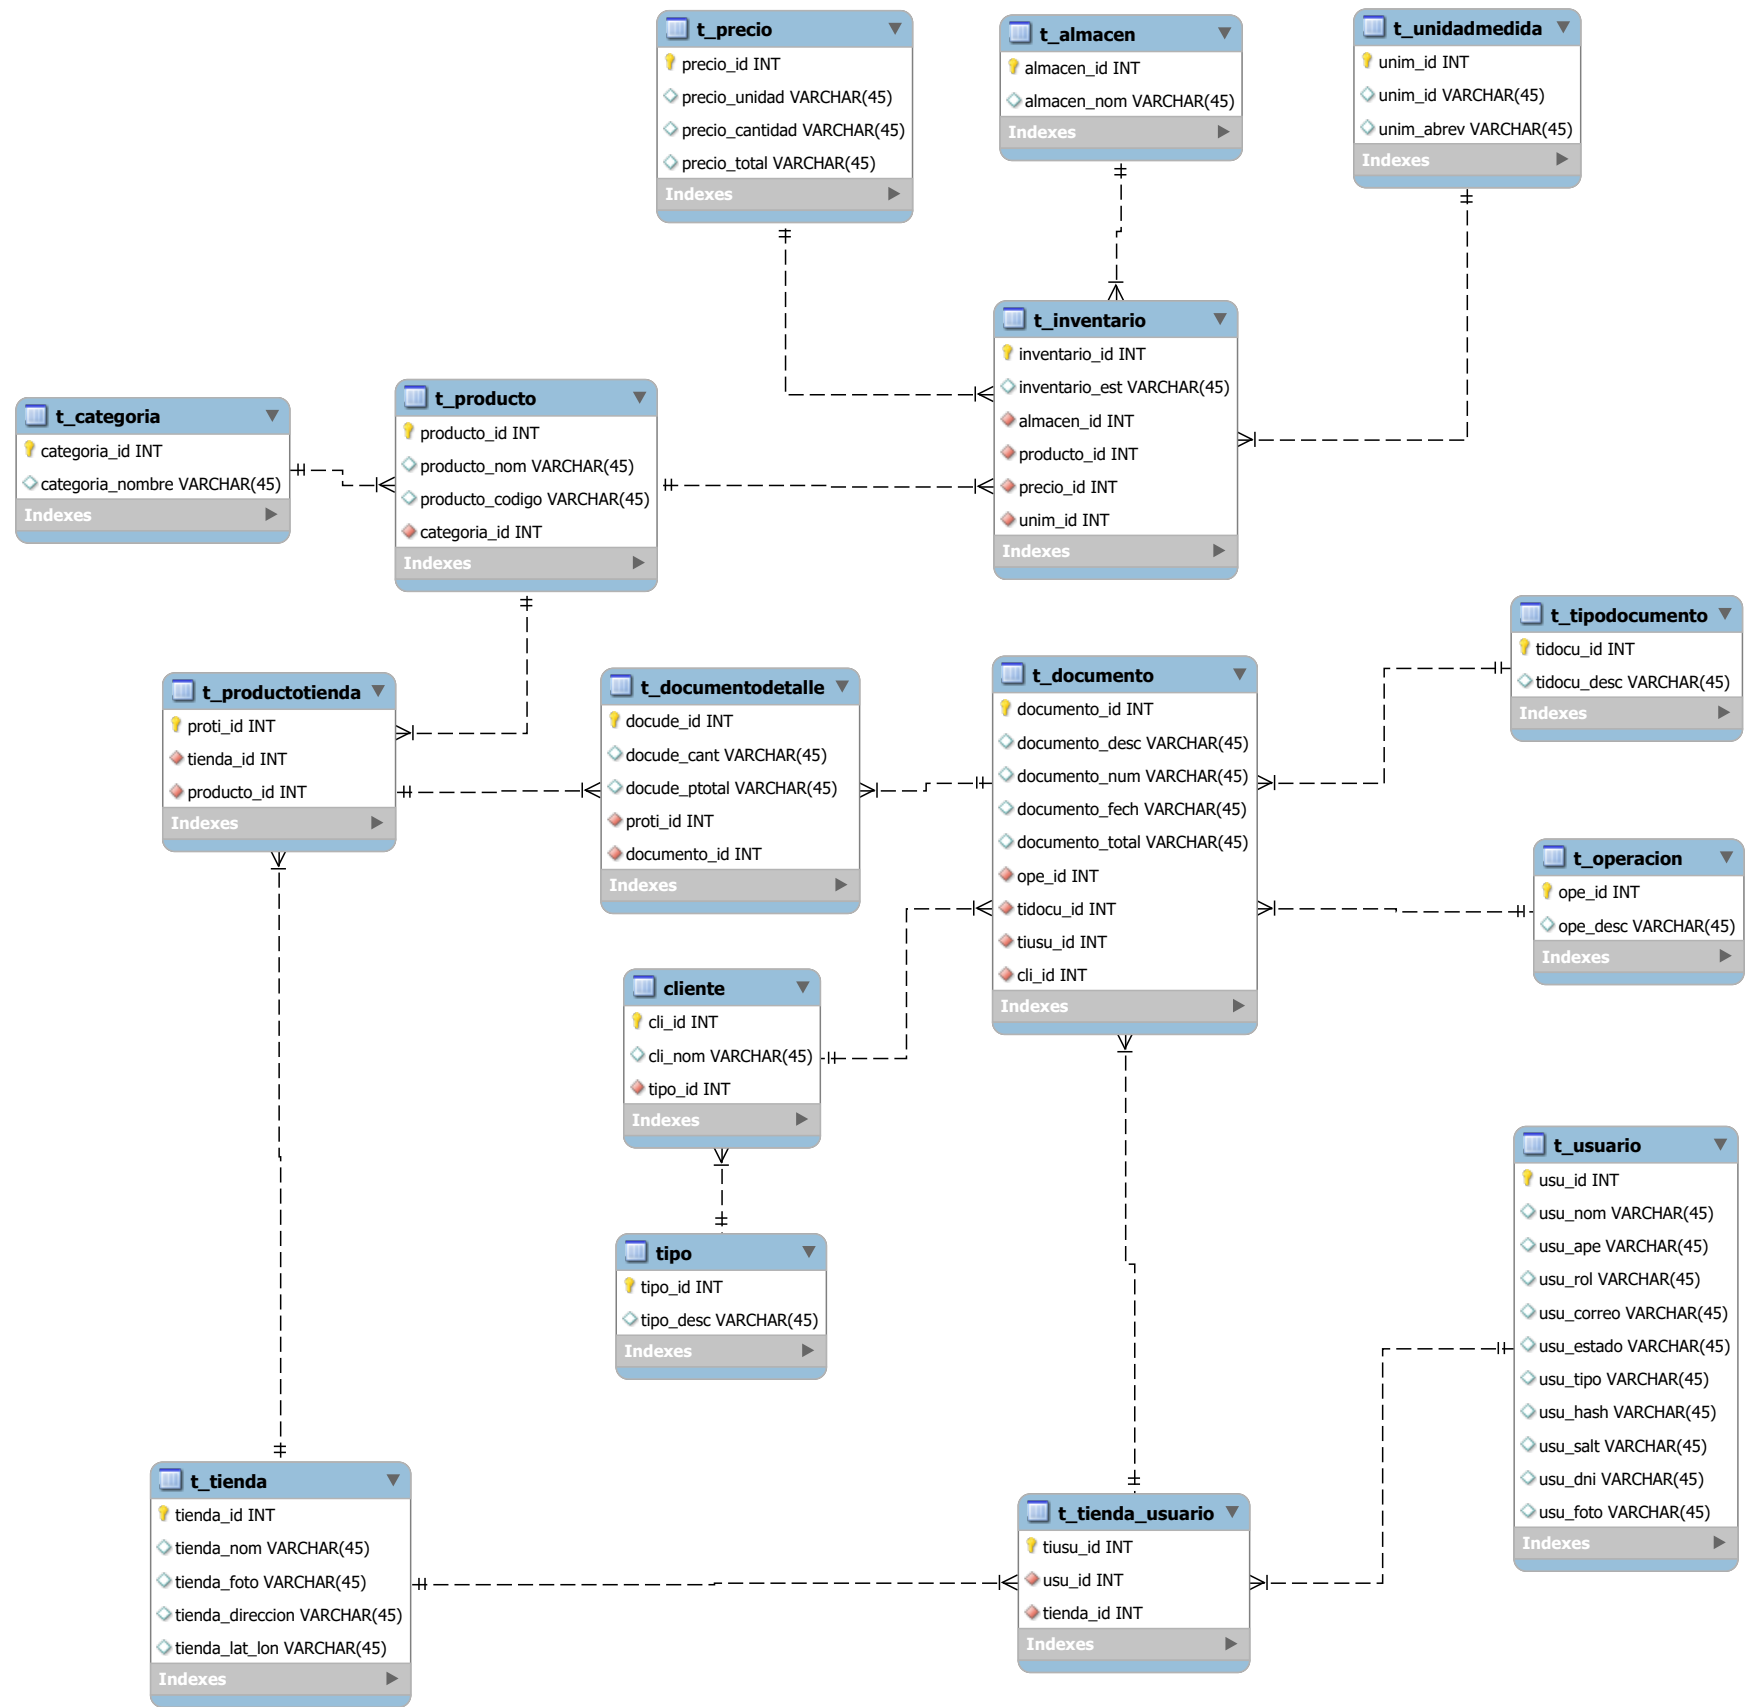 t_precio
precio_id INT
precio_unidad VARCHAR(45)
precio_cantidad VARCHAR(45)
precio_total VARCHAR(45)
Indexes
t_almacen
almacen_id INT
almacen_nom VARCHAR(45)
Indexes
t_unidadmedida
unim_id INT
unim_id VARCHAR(45)
unim_abrev VARCHAR(45)
Indexes
t_inventario
inventario_id INT
inventario_est VARCHAR(45)
almacen_id INT
producto_id INT
precio_id INT
unim_id INT
Indexes
t_categoria
categoria_id INT
categoria_nombre VARCHAR(45)
Indexes
t_producto
producto_id INT
producto_nom VARCHAR(45)
producto_codigo VARCHAR(45)
categoria_id INT
Indexes
t_productotienda
proti_id INT
tienda_id INT
producto_id INT
Indexes
t_documentodetalle
docude_id INT
docude_cant VARCHAR(45)
docude_ptotal VARCHAR(45)
proti_id INT
documento_id INT
Indexes
t_documento
documento_id INT
documento_desc VARCHAR(45)
documento_num VARCHAR(45)
documento_fech VARCHAR(45)
documento_total VARCHAR(45)
ope_id INT
tidocu_id INT
tiusu_id INT
cli_id INT
Indexes
t_tipodocumento
tidocu_id INT
tidocu_desc VARCHAR(45)
Indexes
t_operacion
ope_id INT
ope_desc VARCHAR(45)
Indexes
cliente
cli_id INT
cli_nom VARCHAR(45)
tipo_id INT
Indexes
tipo
tipo_id INT
tipo_desc VARCHAR(45)
Indexes
t_usuario
usu_id INT
usu_nom VARCHAR(45)
usu_ape VARCHAR(45)
usu_rol VARCHAR(45)
usu_correo VARCHAR(45)
usu_estado VARCHAR(45)
usu_tipo VARCHAR(45)
usu_hash VARCHAR(45)
usu_salt VARCHAR(45)
usu_dni VARCHAR(45)
usu_foto VARCHAR(45)
Indexes
t_tienda
tienda_id INT
tienda_nom VARCHAR(45)
tienda_foto VARCHAR(45)
tienda_direccion VARCHAR(45)
tienda_lat_lon VARCHAR(45)
Indexes
t_tienda_usuario
tiusu_id INT
usu_id INT
tienda_id INT
Indexes